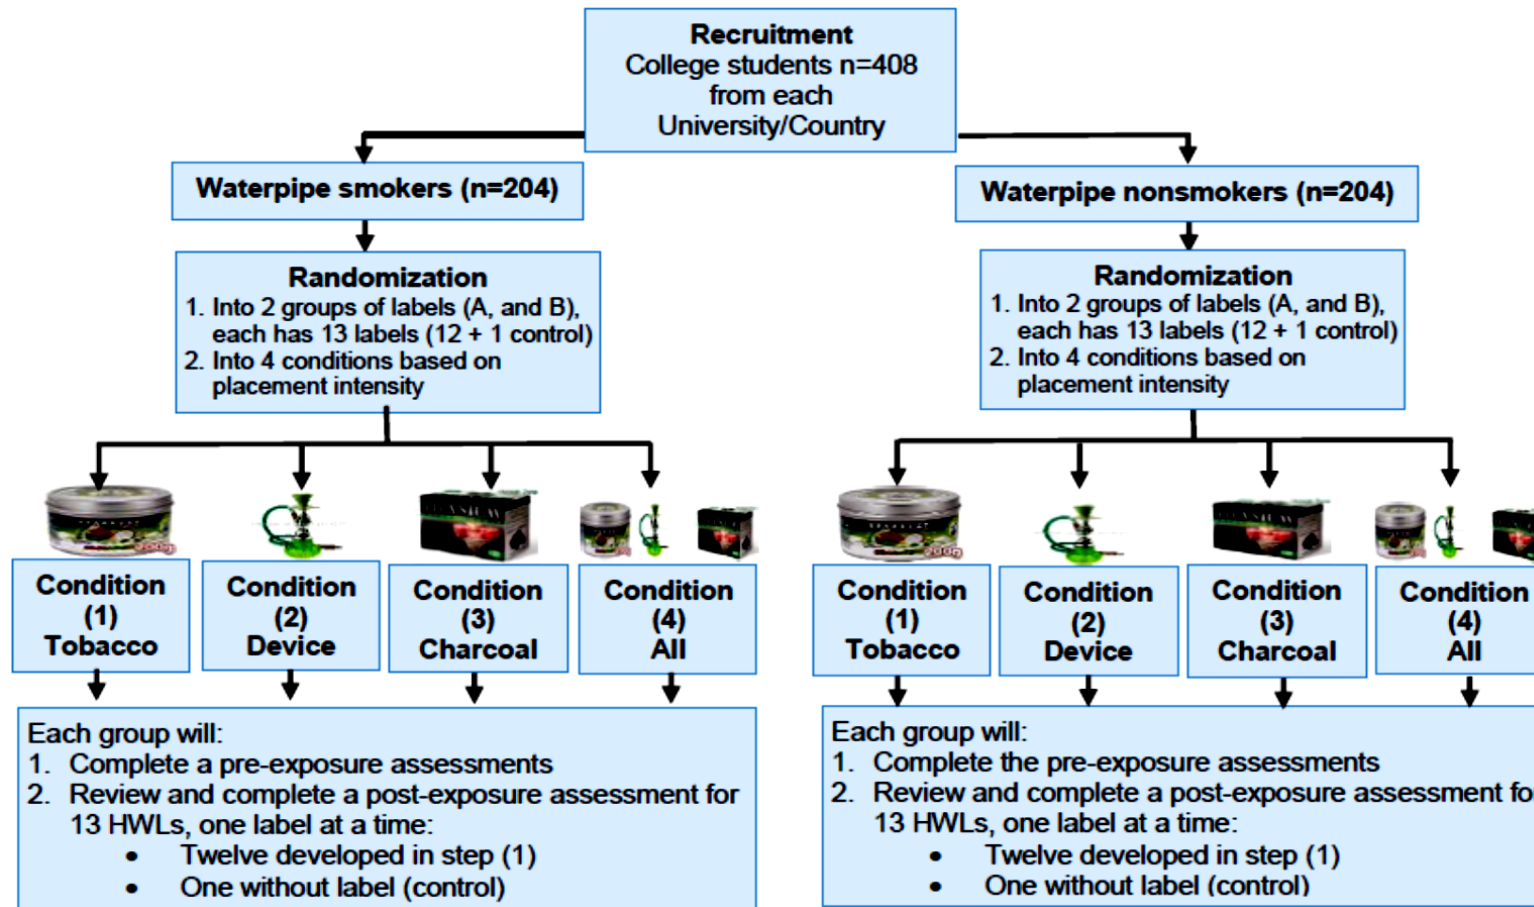 Recruitment
College students n=408
from each
University/Country
Waterpipe smokers (n=204)
Waterpipe nonsmokers (n=204)
Randomization
1. Into 2 groups of labels (A, and B),
each has 13 labels (12 + 1 control)
2. Into 4 conditions based on
placement intensity
Randomization
1. Into 2 groups of labels (A, and B),
each has 13 labels (12 + 1 control)
2. Into 4 conditions based on
placement intensity
Condition
(1)
Tobacco
Condition
(2)
Device
Condition
(3)
Charcoal
Condition
(4)
All
Condition
(1)
Tobacco
Condition
(2)
Device
Condition
(3)
Charcoal
Condition
(4)
All
Each group will:
1. Complete a pre-exposure assessments
2. Review and complete a post-exposure assessment for
13 HWLs, one label at a time:
• Twelve developed in step (1)
• One without label (control)
Each group will:
1. Complete the pre-exposure assessments
2. Review and complete a post-exposure assessment for
13 HWLs, one label at a time:
• Twelve developed in step (1)
• One without label (control)